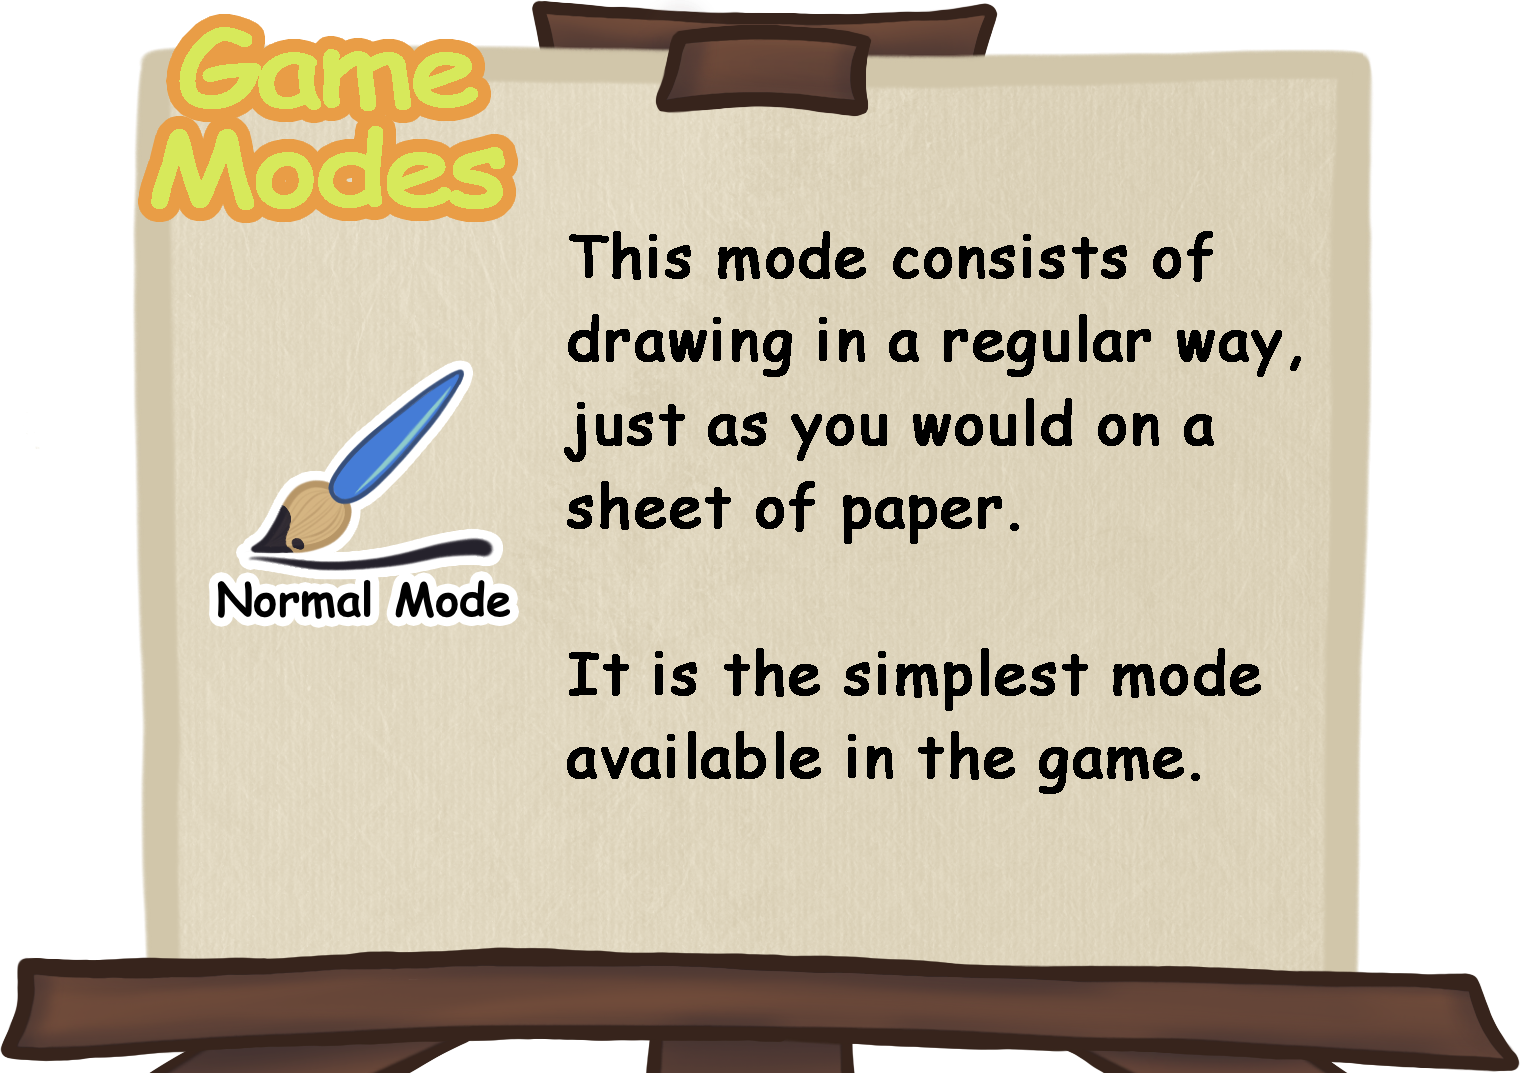 Game
Modes
This mode consists of
drawing in a regular way,
just as you would on a
sheet of paper.
Normal Mode
It is the simplest mode
available in the game.